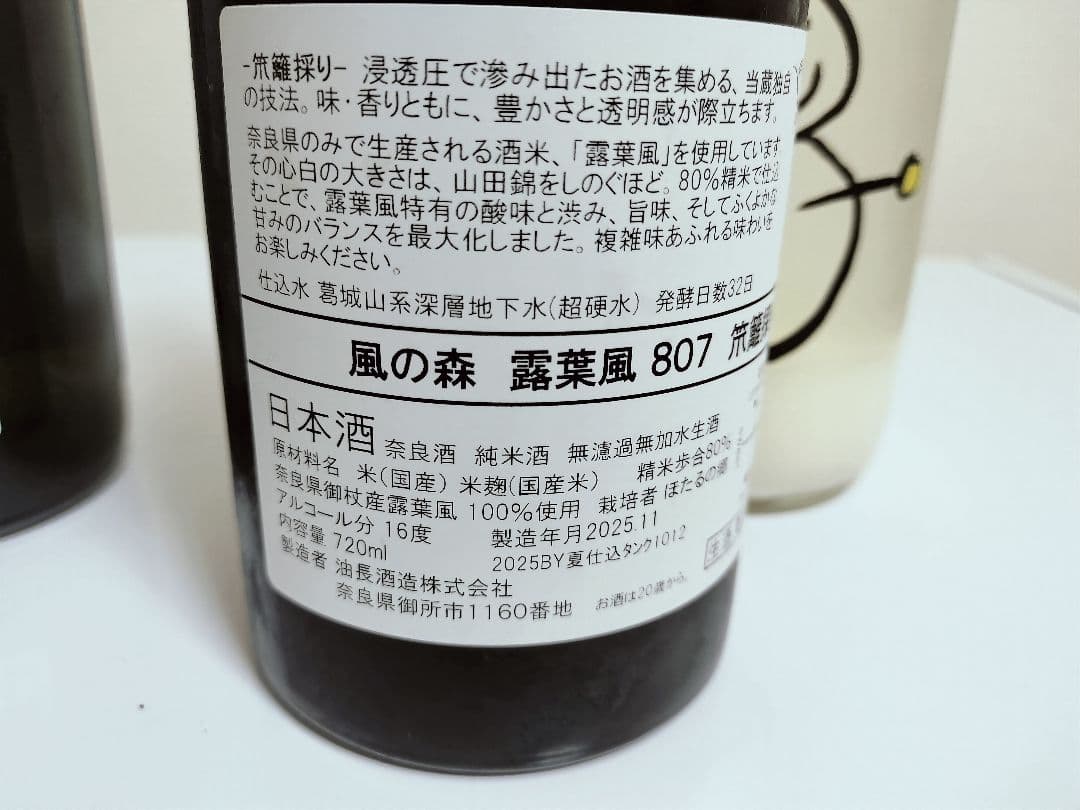 -笊籬採り- 浸透圧で滲み出たお酒を集める、当蔵独自
の技法。味・香りともに、豊かさと透明感が際立ちます。
奈良県のみで生産される酒米、「露葉風」を使用しています
その心白の大きさは、山田錦をしのぐほど。80%精米で仕込
むことで、露葉風特有の酸味と渋み、旨味、そしてふくよかな
甘みのバランスを最大化しました。複雑味あふれる味わいを
お楽しみください。
仕込水 葛城山系深層地下水(超硬水) 発酵日数32日
風の森 露葉風 807 笊籬採
日本酒 奈良酒 純米酒 無濾過無加水生酒
原材料名 米(国産) 米麹(国産米) 精米歩合80%
奈良県御杖産露葉風 100%使用 栽培者 ほたるの郷
アルコール分 16度 製造年月2025.11
内容量 720ml 2025BY夏仕込タンク1012
製造者 油長酒造株式会社
奈良県御所市1160番地 お酒は20歳から。